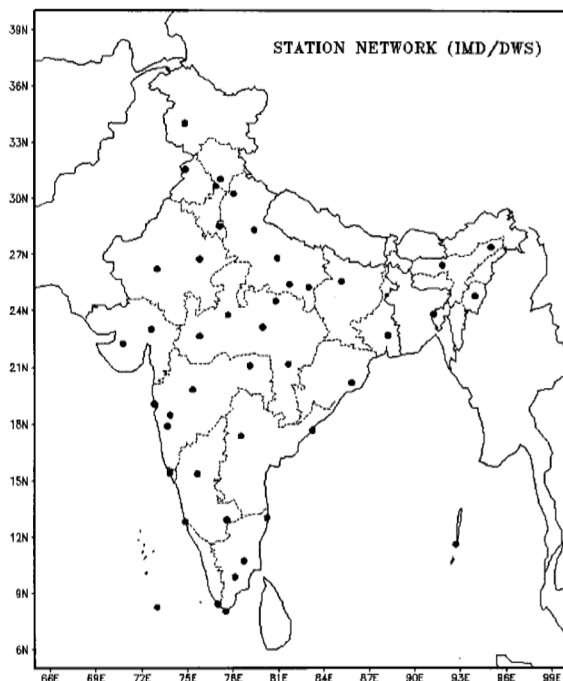 39N
STATION NETWORK (IMD/DWS)
36N
33N
30N
27N
24N
21N
18N
15N
12N
9N
6N
66E 69E 72E 75E 78E 81E 84E 87E 90E 93E 96E 99E